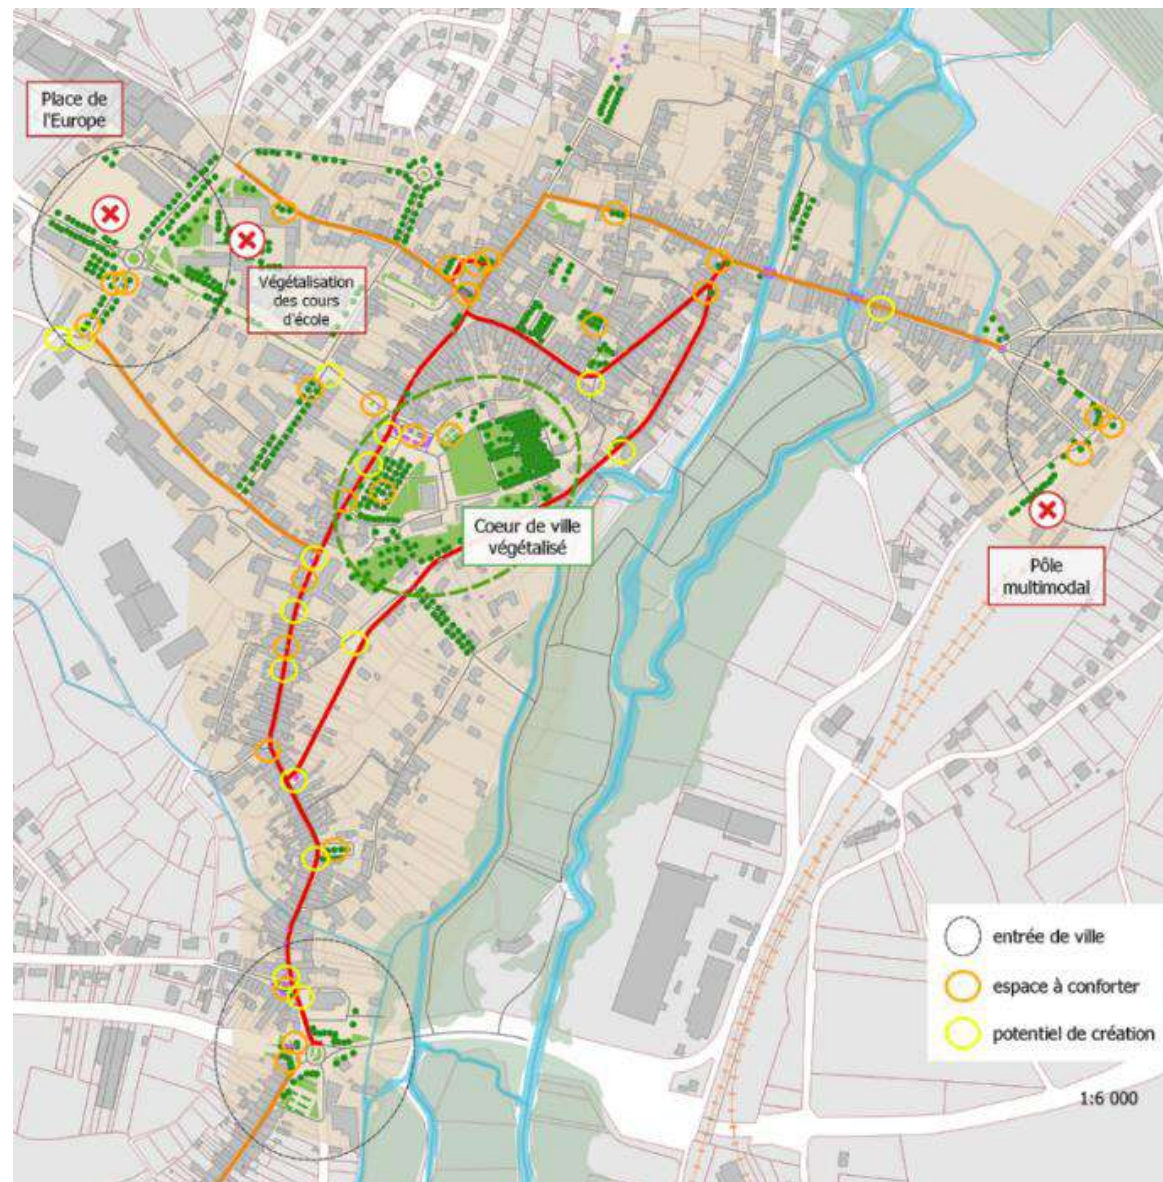 Place de
l'Europe
Végétalisation
des cours
d'école
Coeur de ville
végétalisé
Pôle
multimodal
entrée de ville
espace à conforter
potentiel de création
1:6 000